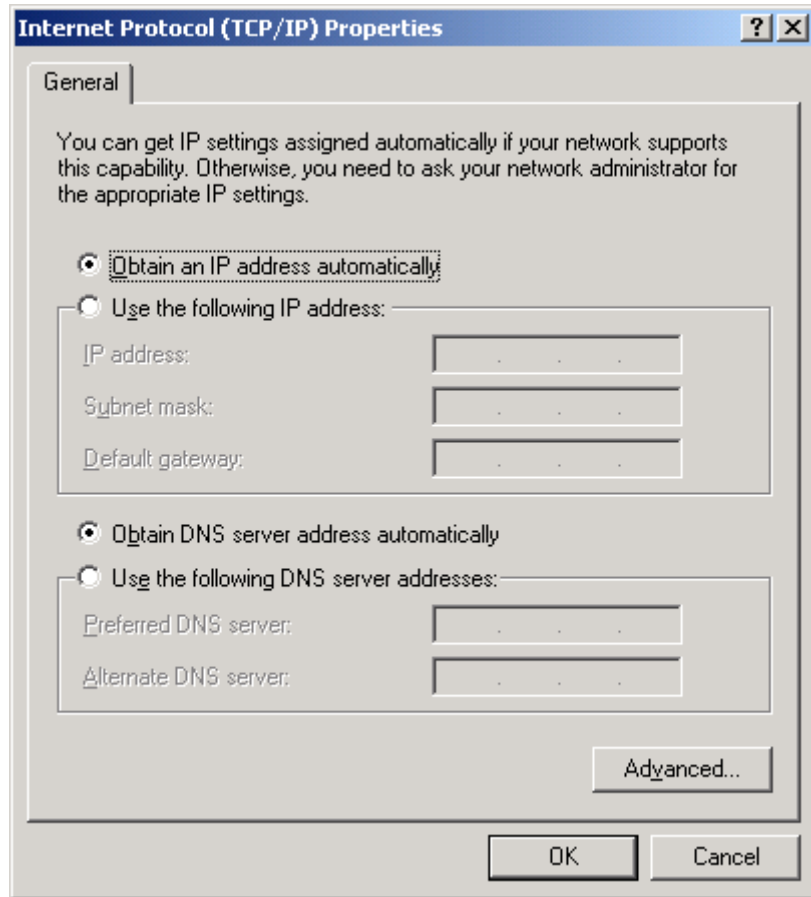 Internet Protocol (TCP/IP) Properties
General
You can get IP settings assigned automatically if your network supports
this capability. Otherwise, you need to ask your network administrator for
the appropriate IP settings.
Obtain an IP address automatically
Use the following IP address:
IP address:
Subnet mask:
Default gateway:
Obtain DNS server address automatically
Use the following DNS server addresses:
Preferred DNS server:
Alternate DNS server:
Advanced...
OK Cancel